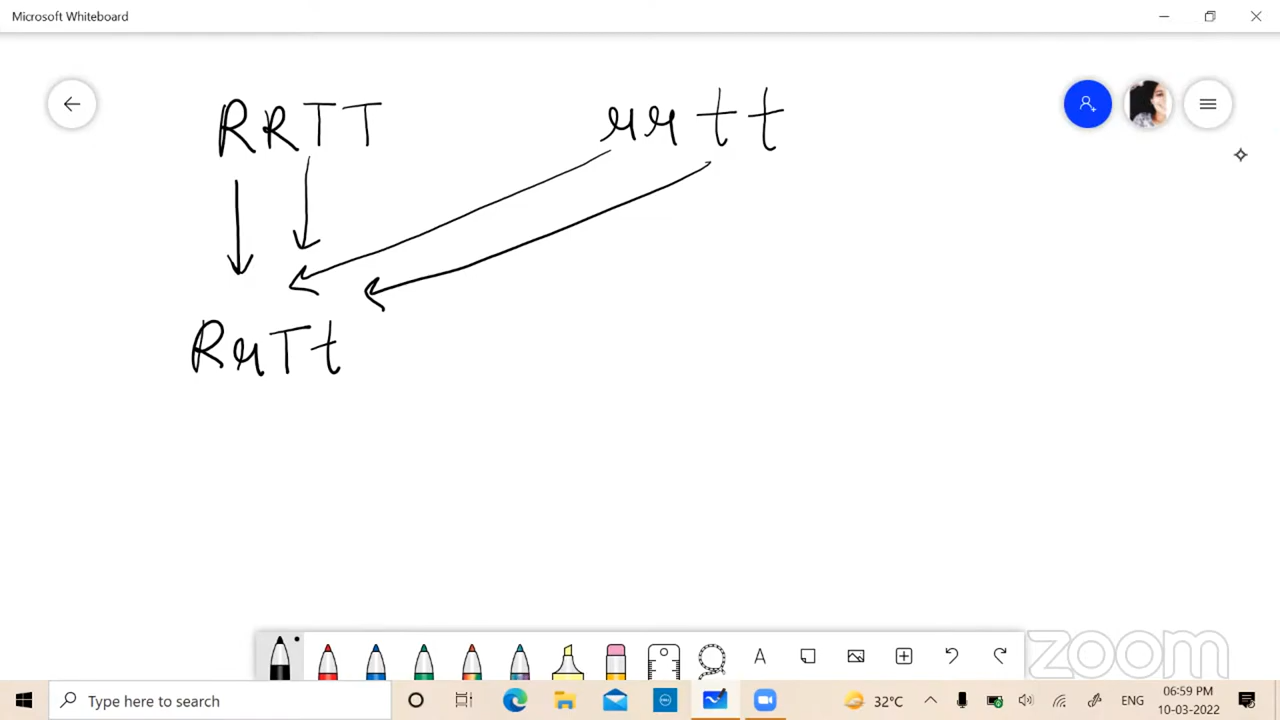 Microsoft Whiteboard
RRTT rrtt
RrTt
A
zoom
Type here to search
32°C
ENG
06:59 PM
10-03-2022